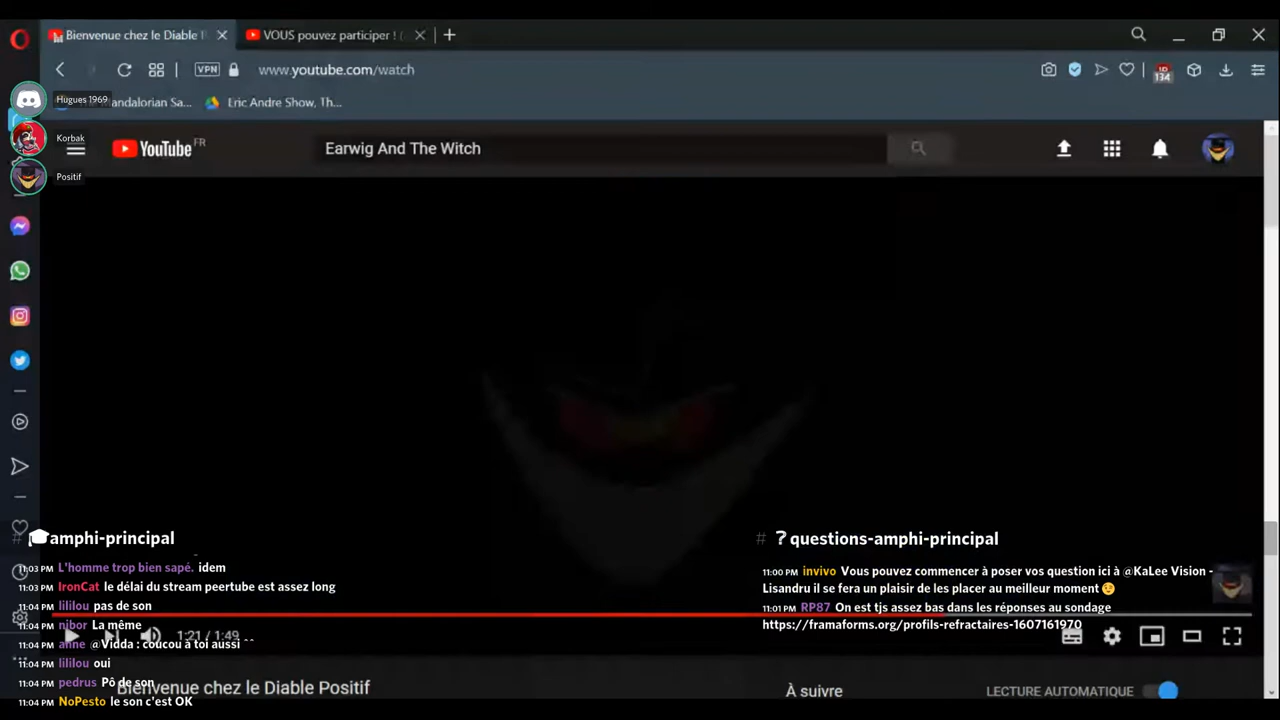 Bienvenue chez le Diable
VOUS pouvez participer ! (
VPN
www.youtube.com/watch
134
Hugues 1969
andalorian Sa...
Eric Andre Show, Th...
Korbak
YouTube FR
Earwig And The Witch
Positif
# 🎓amphi-principal
11:03 PM L'homme trop bien sapé. idem
11:03 PM IronCat le délai du stream peertube est assez long
11:04 PM lililou pas de son
11:04 PM nibor La même
11:04 PM anne @Vidda : coucou à toi aussi
11:04 PM lililou oui
11:04 PM pedrus Pô de son
11:04 PM NoPesto le son c'est OK
# ❔questions-amphi-principal
11:00 PM invivo Vous pouvez commencer à poser vos question ici à @KaLee Vision -
Lisandru il se fera un plaisir de les placer au meilleur moment 😉
11:01 PM RP87 On est tjs assez bas dans les réponses au sondage
https://framaforms.org/profils-refractaires-1607161970
1:21 / 1:49
Bienvenue chez le Diable Positif
À suivre
LECTURE AUTOMATIQUE